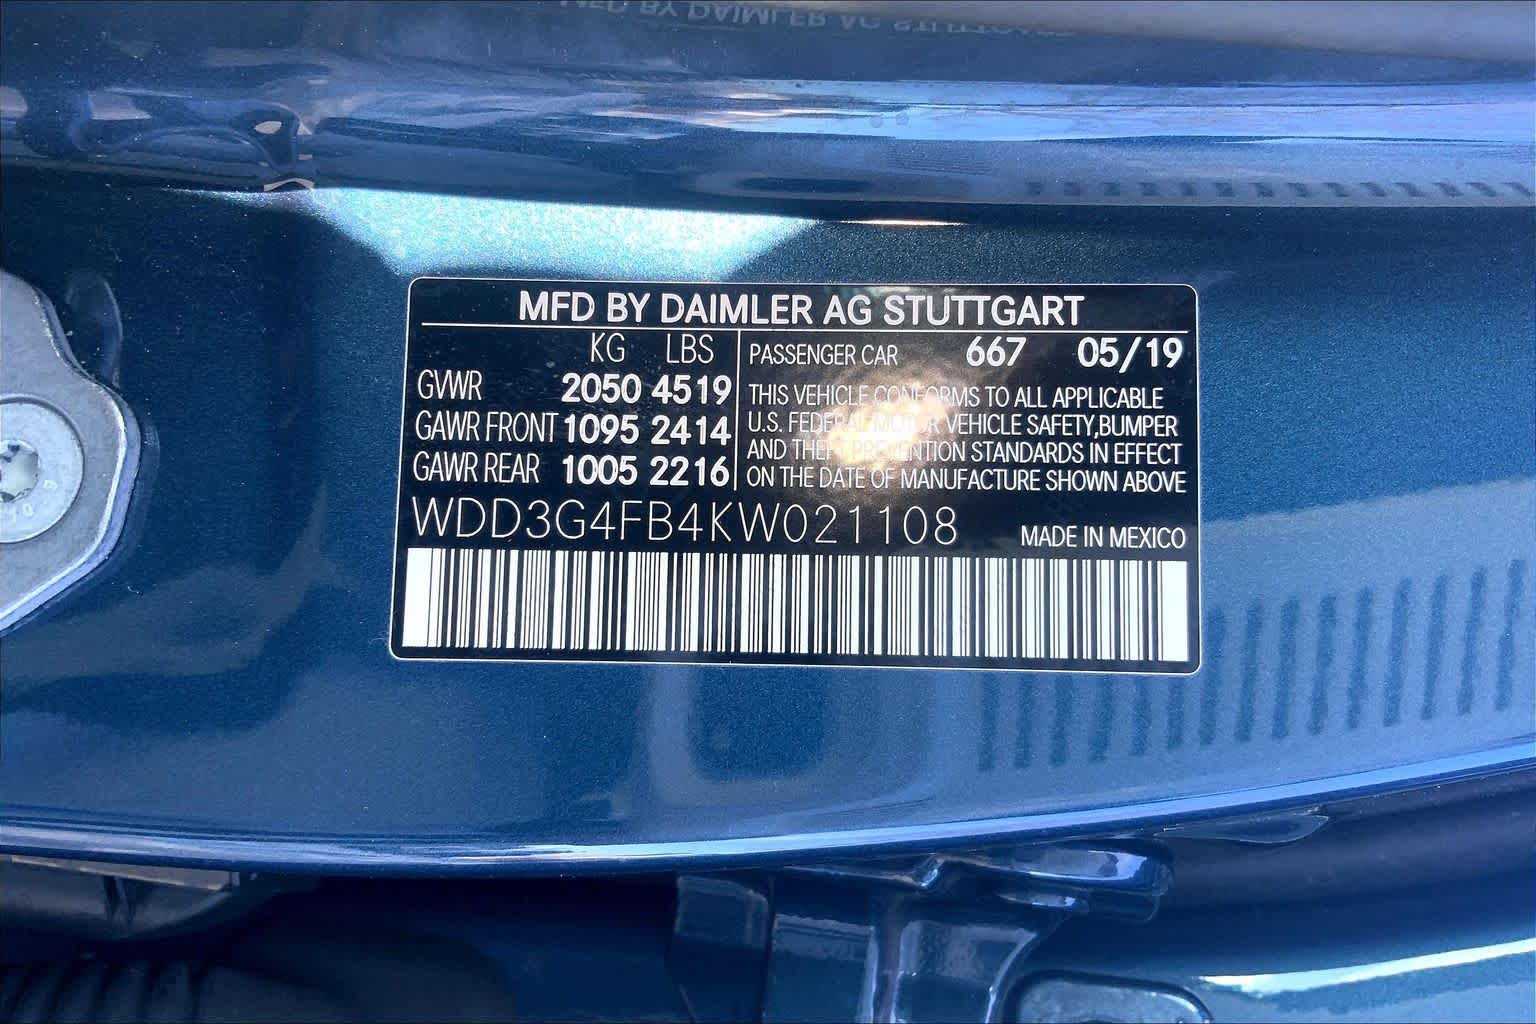 MFD BY DAIMLER AG STUTTGART
KG LBS
GVWR 2050 4519
GAWR FRONT 1095 2414
GAWR REAR 1005 2216
PASSENGER CAR 667 05/19
THIS VEHICLE CONFORMS TO ALL APPLICABLE
U.S. FEDERAL MOTOR VEHICLE SAFETY,BUMPER
AND THEFT PREVENTION STANDARDS IN EFFECT
ON THE DATE OF MANUFACTURE SHOWN ABOVE
WDD3G4FB4KW021108
MADE IN MEXICO